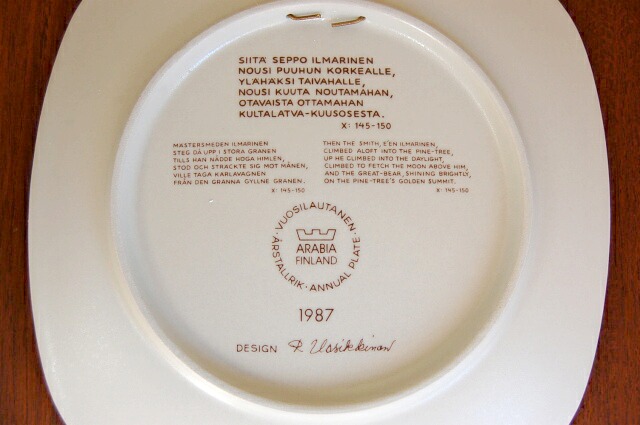 SIITÄ SEPPO ILMARINEN
NOUSI PUUHUN KORKEALLE,
YLÄHÄKSI TAIVAHALLE,
NOUSI KUUTA NOUTAMAHAN,
OTAVAISTA OTTAMAHAN
KULTALATVA-KUUSOSESTA.
X: 145-150
MÄSTERSMEDEN ILMARINEN
STEG DÅ UPP I STORA GRANEN
TILLS HAN NÅDDE HÖGA HIMLEN,
STOD OCH STRÄCKTE SIG MOT MÅNEN,
VILLE TAGA KARLAVAGNEN
FRÅN DEN GRANNA GYLLNE GRANEN.
X: 145-150
THEN THE SMITH, E'EN ILMARINEN,
CLIMBED ALOFT INTO THE PINE-TREE,
UP HE CLIMBED INTO THE DAYLIGHT,
CLIMBED TO FETCH THE MOON ABOVE HIM,
AND THE GREAT-BEAR, SHINING BRIGHTLY,
ON THE PINE-TREE'S GOLDEN SUMMIT.
X: 145-150
· VUOSILAUTANEN · ÅRSTALLRIK · ANNUAL PLATE
ARABIA
FINLAND
1987
DESIGN R. Uosikkinen